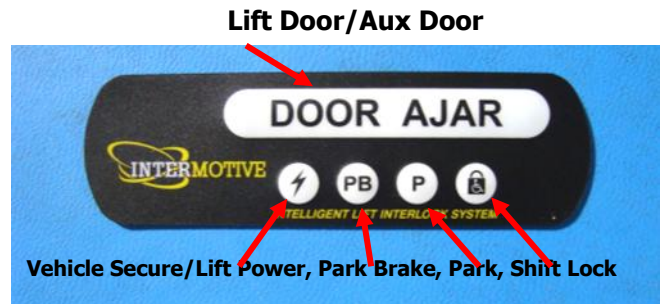 Lift Door/Aux Door
DOOR AJAR
INTERMOTIVE
PB P
INTELLIGENT LIFT INTERLOCK SYSTEM
Vehicle Secure/Lift Power, Park Brake, Park, Shift Lock